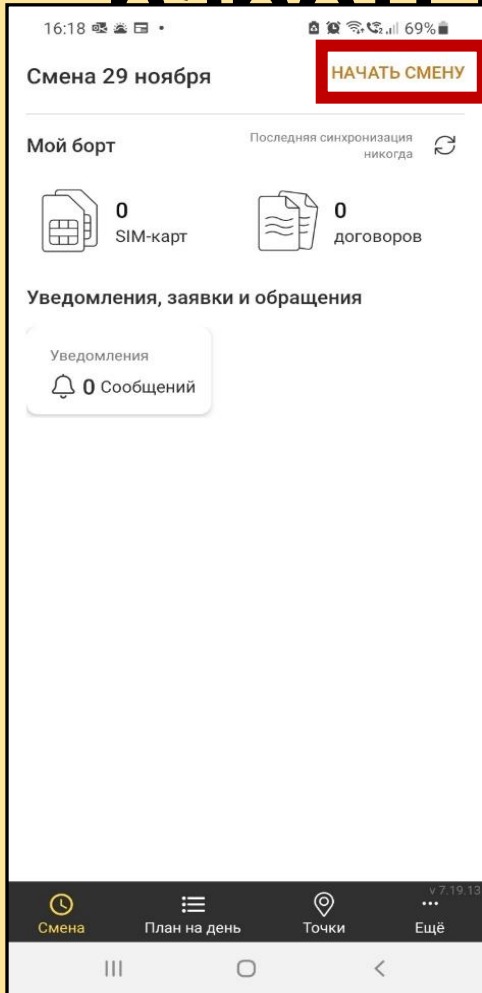 16:18
69%
Смена 29 ноября
НАЧАТЬ СМЕНУ
Мой борт
Последняя синхронизация
никогда
0
SIM-карт
0
договоров
Уведомления, заявки и обращения
Уведомления
0 Сообщений
v 7.19.13
Смена
План на день
Точки
Ещё